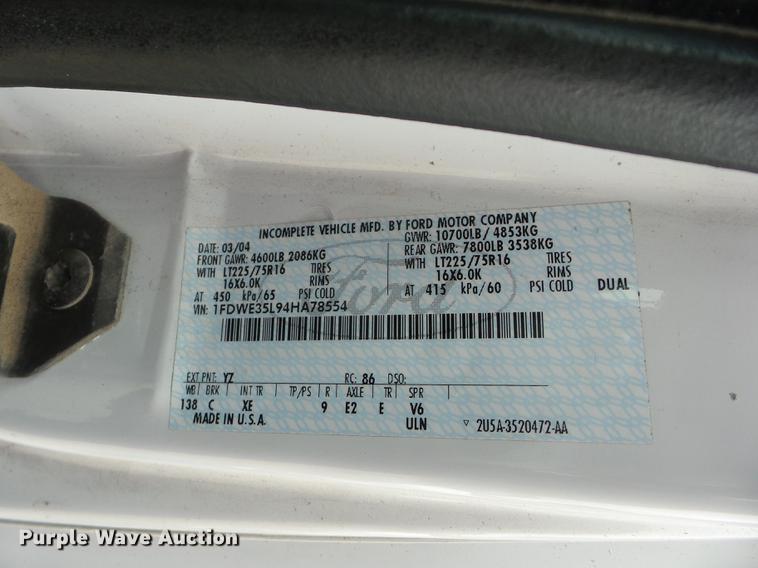 INCOMPLETE VEHICLE MFD. BY FORD MOTOR COMPANY
DATE: 03/04 GVWR: 10700LB/ 4853KG
FRONT GAWR: 4600LB 2086KG REAR GAWR: 7800LB 3538KG
WITH LT225/75R16 TIRES WITH LT225/75R16 TIRES
16X6.0K RIMS 16X6.0K RIMS
AT 450 kPa/65 PSI COLD AT 415 kPa/60 PSI COLD DUAL
VIN: 1FDWE35L94HA78554
Ford
EXT PNT: YZ RC: 86 DSO:
WB BRK INT TR TP/PS R AXLE TR SPR
138 C XE 9 E2 E V6
MADE IN U.S.A. ULN ▽ 2U5A-3520472-AA
Purple Wave Auction